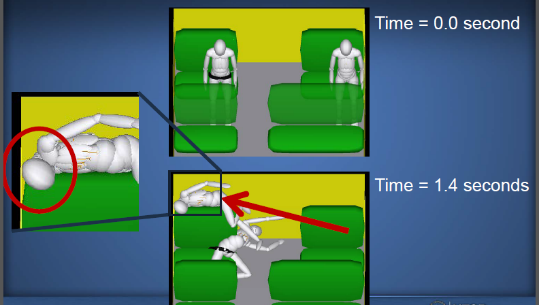 Time = 0.0 second
Time = 1.4 seconds